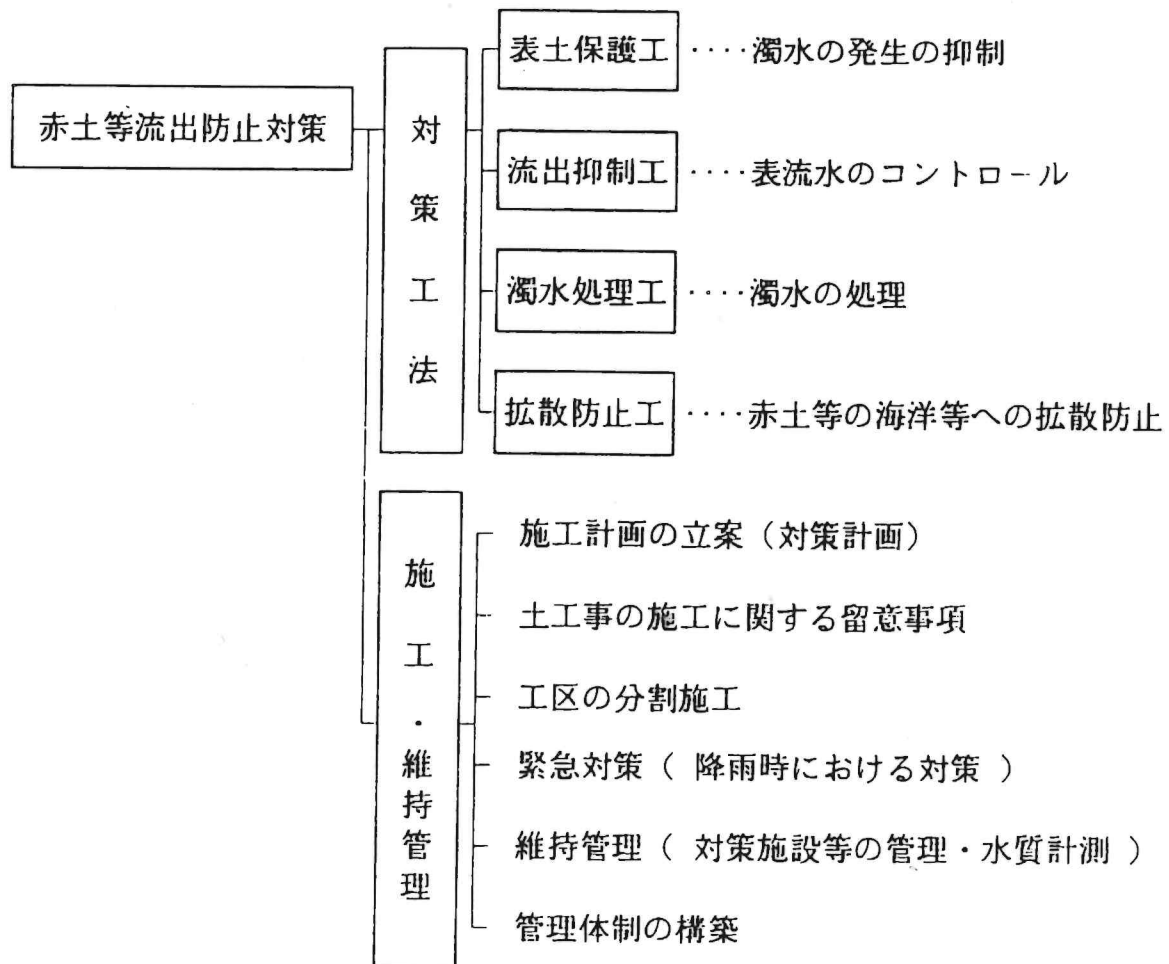 赤土等流出防止対策
対策工法
表土保護工 ････濁水の発生の抑制
流出抑制工 ････表流水のコントロール
濁水処理工 ････濁水の処理
拡散防止工 ････赤土等の海洋等への拡散防止
施工・維持管理
施工計画の立案（対策計画）
土工事の施工に関する留意事項
工区の分割施工
緊急対策（ 降雨時における対策 ）
維持管理（ 対策施設等の管理・水質計測 ）
管理体制の構築